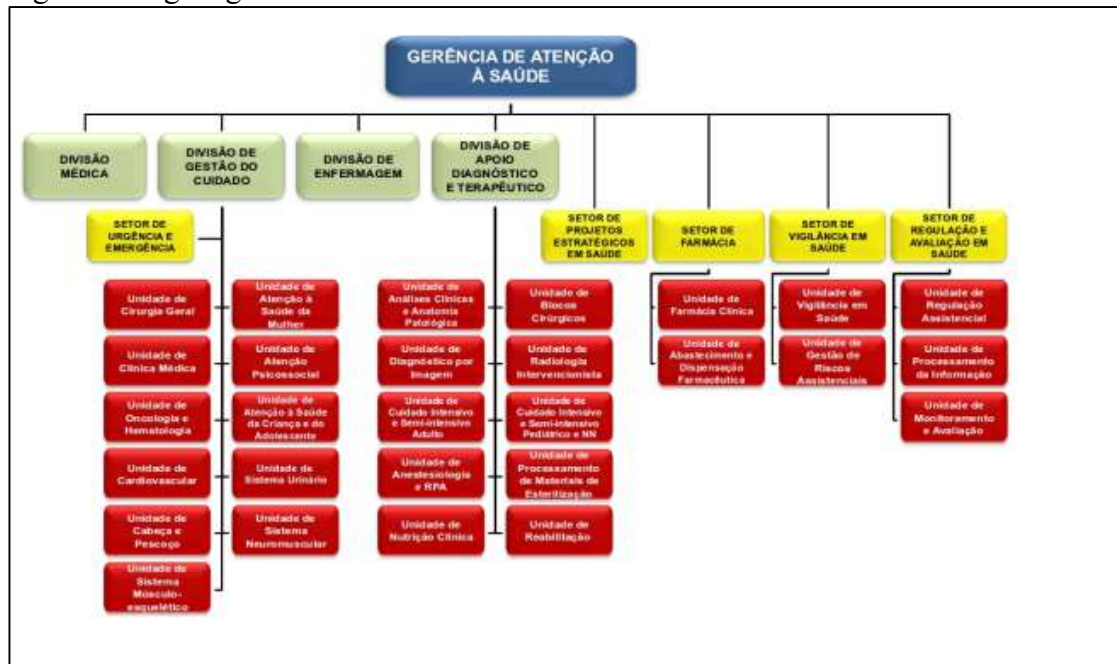 GERÊNCIA DE ATENÇÃO
À SAÚDE
DIVISÃO
MÉDICA
DIVISÃO DE
GESTÃO DO
CUIDADO
DIVISÃO DE
ENFERMAGEM
DIVISÃO DE
APOIO
DIAGNÓSTICO
E TERAPÊUTICO
SETOR DE
URGÊNCIA E
EMERGÊNCIA
SETOR DE
PROJETOS
ESTRATÉGICOS
EM SAÚDE
SETOR DE
FARMÁCIA
SETOR DE
VIGILÂNCIA EM
SAÚDE
SETOR DE
REGULAÇÃO E
AVALIAÇÃO EM
SAÚDE
Unidade de
Cirurgia Geral
Unidade de
Atenção à
Saúde da
Mulher
Unidade de
Análises Clínicas
e Anatomia
Patológica
Unidade de
Blocos
Cirúrgicos
Unidade de
Farmácia Clínica
Unidade de
Vigilância em
Saúde
Unidade de
Regulação
Assistencial
Unidade de
Clínica Médica
Unidade de
Atenção
Psicossocial
Unidade de
Diagnóstico por
Imagem
Unidade de
Radiologia
Intervencionista
Unidade de
Abastecimento e
Dispensação
Farmacêutica
Unidade de
Gestão de
Riscos
Assistenciais
Unidade de
Processamento
da Informação
Unidade de
Oncologia e
Hematologia
Unidade de
Atenção à Saúde
da Criança e do
Adolescente
Unidade de
Cuidado Intensivo
e Semi-intensivo
Adulto
Unidade de
Cuidado Intensivo
e Semi-intensivo
Pediátrico e NN
Unidade de
Monitoramento
e Avaliação
Unidade de
Cardiovascular
Unidade de
Sistema Urinário
Unidade de
Anestesiologia
e RPA
Unidade de
Processamento
de Materiais de
Esterilização
Unidade de
Cabeça e
Pescoço
Unidade de
Sistema
Neuromuscular
Unidade de
Nutrição Clínica
Unidade de
Reabilitação
Unidade de
Sistema
Músculo-
esquelético